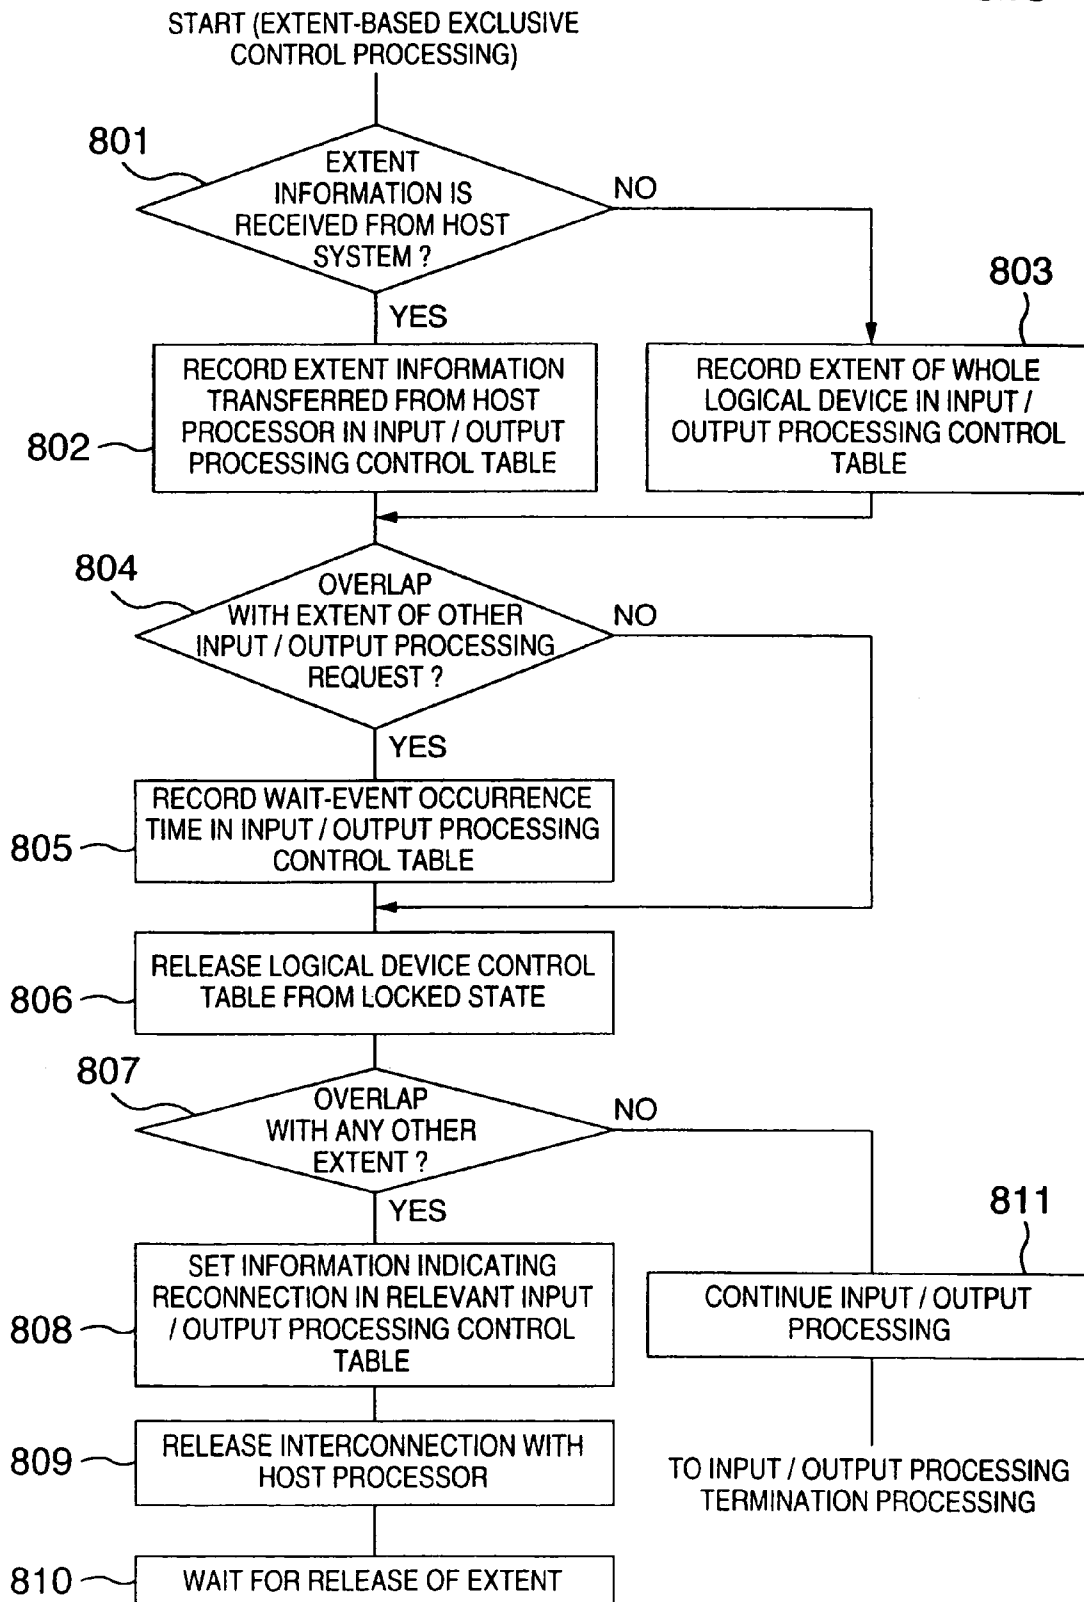 START (EXTENT-BASED EXCLUSIVE
CONTROL PROCESSING)
801
EXTENT
INFORMATION IS
RECEIVED FROM HOST
SYSTEM ?
NO
YES
803
802
RECORD EXTENT INFORMATION
TRANSFERRED FROM HOST
PROCESSOR IN INPUT / OUTPUT
PROCESSING CONTROL TABLE
RECORD EXTENT OF WHOLE
LOGICAL DEVICE IN INPUT /
OUTPUT PROCESSING CONTROL
TABLE
804
OVERLAP
WITH EXTENT OF OTHER
INPUT / OUTPUT PROCESSING
REQUEST ?
NO
YES
805
RECORD WAIT-EVENT OCCURRENCE
TIME IN INPUT / OUTPUT PROCESSING
CONTROL TABLE
806
RELEASE LOGICAL DEVICE CONTROL
TABLE FROM LOCKED STATE
807
OVERLAP
WITH ANY OTHER
EXTENT ?
NO
YES
811
808
SET INFORMATION INDICATING
RECONNECTION IN RELEVANT INPUT
/ OUTPUT PROCESSING CONTROL
TABLE
CONTINUE INPUT / OUTPUT
PROCESSING
809
RELEASE INTERCONNECTION WITH
HOST PROCESSOR
TO INPUT / OUTPUT PROCESSING
TERMINATION PROCESSING
810
WAIT FOR RELEASE OF EXTENT